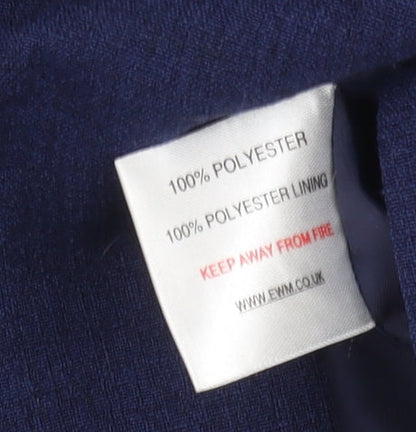 100% POLYESTER
100% POLYESTER LINING
KEEP AWAY FROM FIRE
WWW.EWM.CO.UK